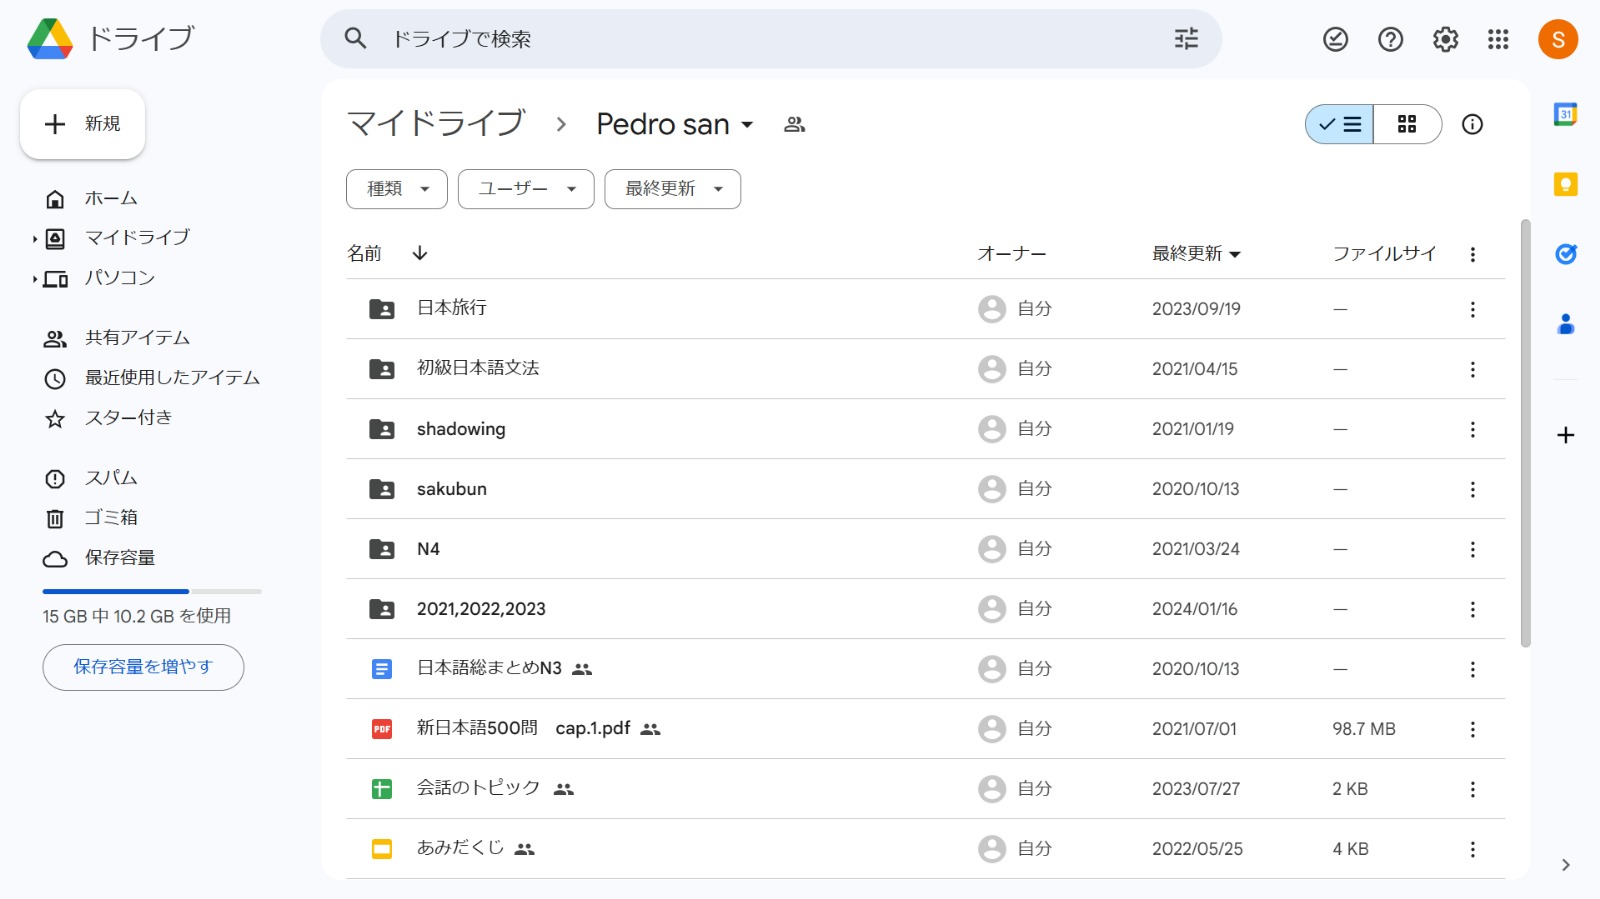 ドライブ
ドライブで検索
S
新規
マイドライブ
Pedro san
31
種類
ユーザー
最終更新
ホーム
マイドライブ
パソコン
共有アイテム
最近使用したアイテム
スター付き
スパム
ゴミ箱
保存容量
15 GB 中 10.2 GB を使用
保存容量を増やす
名前 オーナー 最終更新 ファイルサイ
日本旅行 自分 2023/09/19 —
初級日本語文法 自分 2021/04/15 —
shadowing 自分 2021/01/19 —
sakubun 自分 2020/10/13 —
N4 自分 2021/03/24 —
2021,2022,2023 自分 2024/01/16 —
日本語総まとめN3 自分 2020/10/13 —
PDF 新日本語500問　cap.1.pdf 自分 2021/07/01 98.7 MB
会話のトピック 自分 2023/07/27 2 KB
あみだくじ 自分 2022/05/25 4 KB